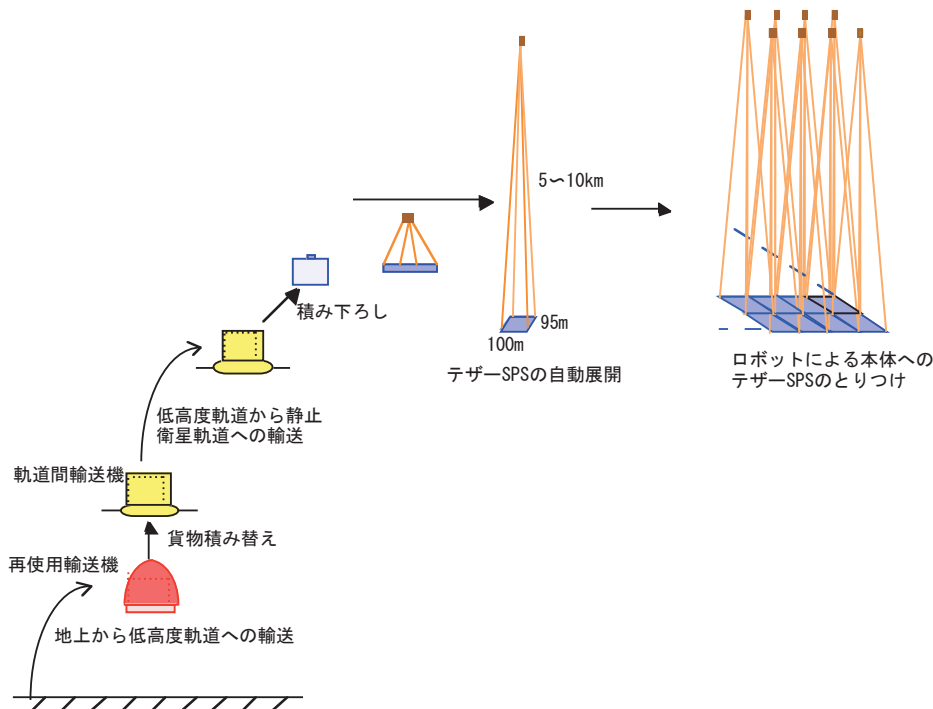 5〜10km
積み下ろし
95m
100m
テザーSPSの自動展開
ロボットによる本体への
テザーSPSのとりつけ
低高度軌道から静止
衛星軌道への輸送
軌道間輸送機
貨物積み替え
再使用輸送機
地上から低高度軌道への輸送